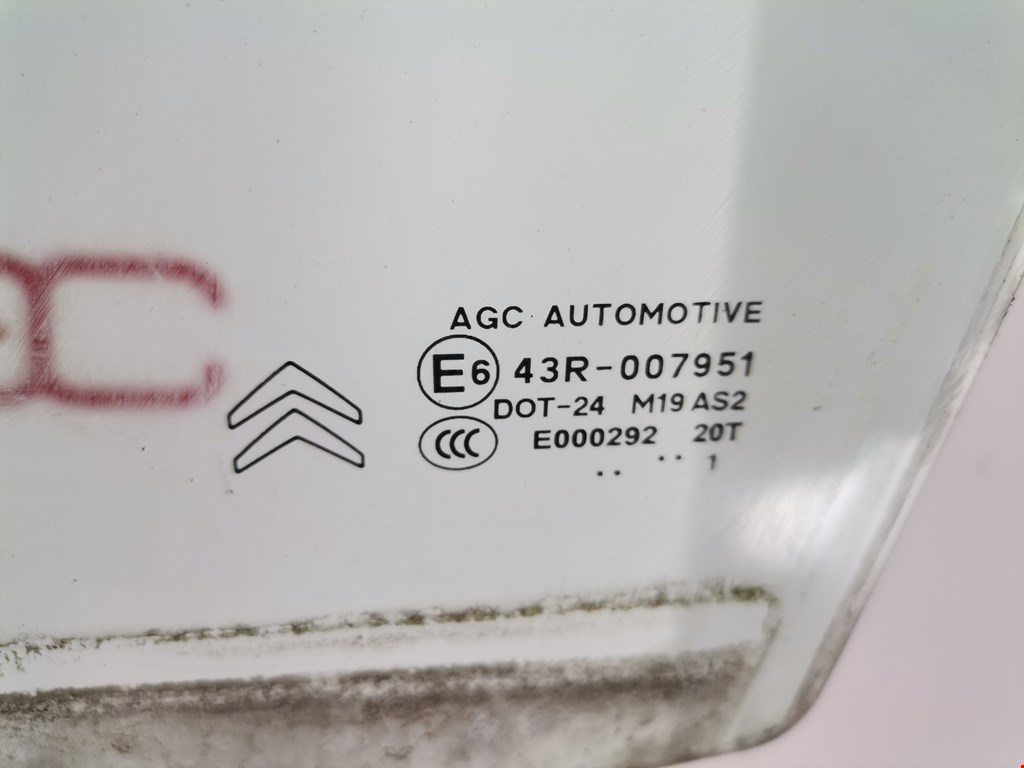 AGC AUTOMOTIVE
E6 43R-007951
DOT-24 M19 AS2
CCC E000292 20T
.. .. 1